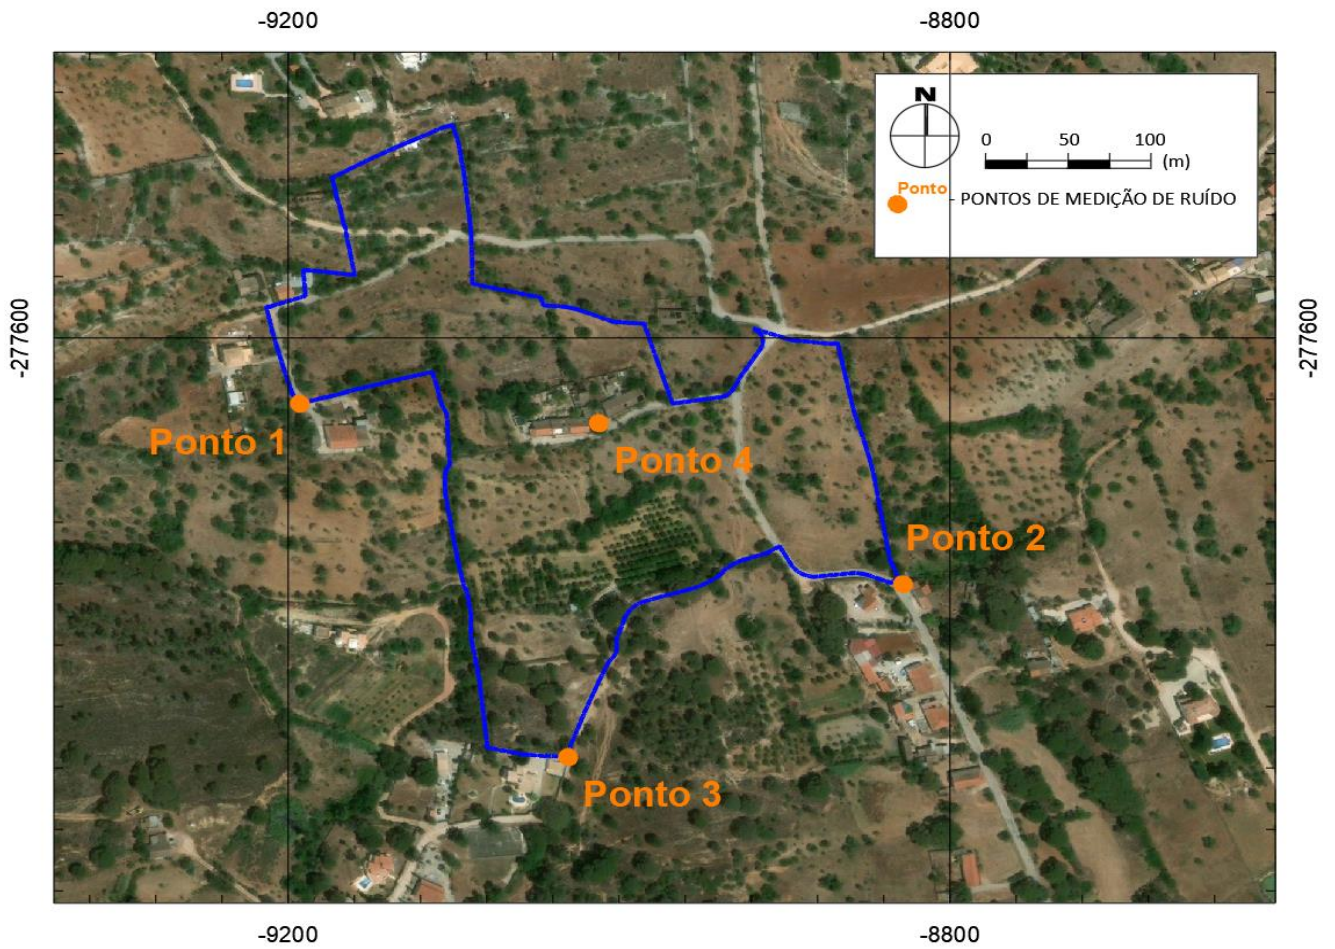 -9200
-8800
N
0
50
100
(m)
Ponto
- PONTOS DE MEDIÇÃO DE RUÍDO
-277600
-277600
Ponto 1
Ponto 4
Ponto 2
Ponto 3
-9200
-8800